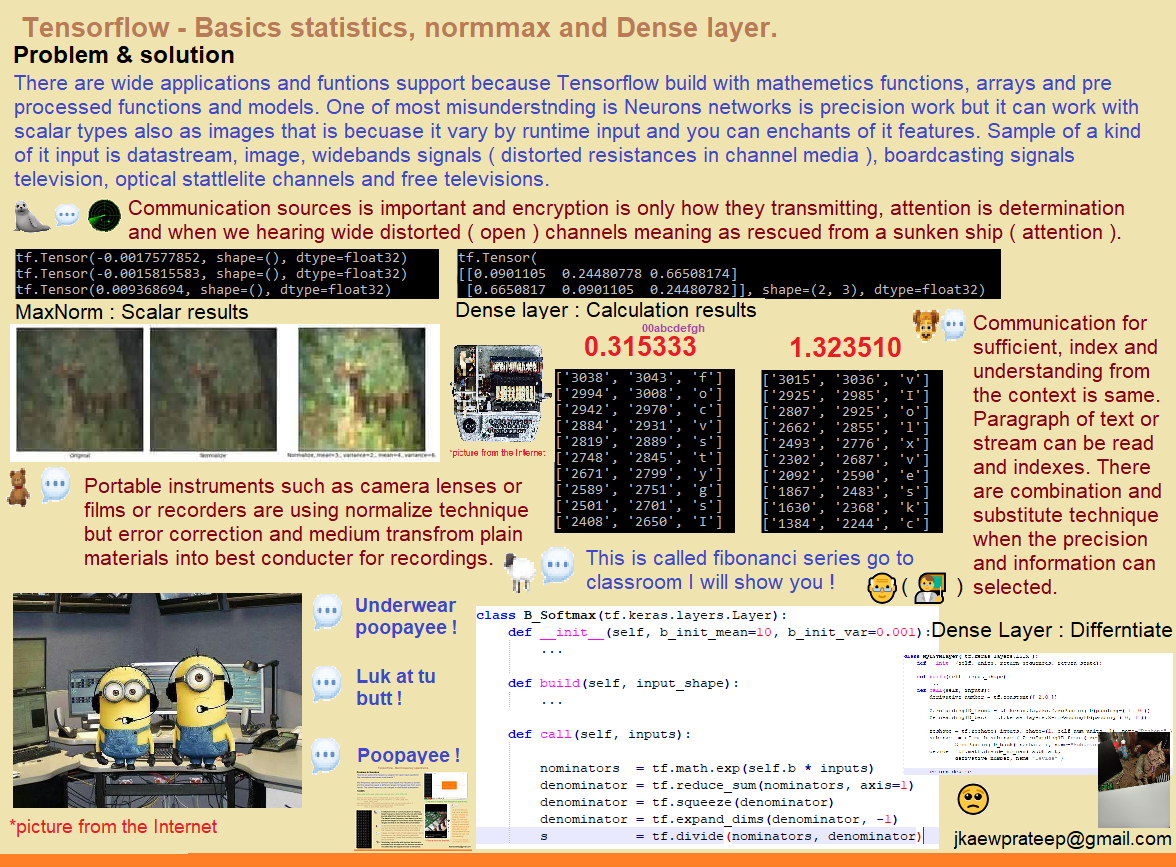 Tensorflow - Basics statistics, normmax and Dense layer.
Problem & solution
There are wide applications and funtions support because Tensorflow build with mathemetics functions, arrays and pre
processed functions and models. One of most misunderstnding is Neurons networks is precision work but it can work with
scalar types also as images that is becuase it vary by runtime input and you can enchants of it features. Sample of a kind
of it input is datastream, image, widebands signals ( distorted resistances in channel media ), boardcasting signals
television, optical stattlelite channels and free televisions.
Communication sources is important and encryption is only how they transmitting, attention is determination
and when we hearing wide distorted ( open ) channels meaning as rescued from a sunken ship ( attention ).
tf.Tensor(-0.0017577852, shape=(), dtype=float32)
tf.Tensor(-0.0015815583, shape=(), dtype=float32)
tf.Tensor(0.009368694, shape=(), dtype=float32)
tf.Tensor(
[[0.0901105  0.24480778 0.66508174]
 [0.6650817  0.0901105  0.24480782]], shape=(2, 3), dtype=float32)
MaxNorm : Scalar results
Dense layer : Calculation results
00abcdefgh
0.315333
1.323510
Original
Normalize
Normalize, mean=3., variance=2., mean=4., variance=6.
*picture from the Internet
['3038', '3043', 'f']
['2994', '3008', 'o']
['2942', '2970', 'c']
['2884', '2931', 'v']
['2819', '2889', 's']
['2748', '2845', 't']
['2671', '2799', 'y']
['2589', '2751', 'g']
['2501', '2701', 's']
['2408', '2650', 'I']
['3015', '3036', 'v']
['2925', '2985', 'I']
['2807', '2925', 'o']
['2662', '2855', 'l']
['2493', '2776', 'x']
['2302', '2687', 'v']
['2092', '2590', 'e']
['1867', '2483', 's']
['1630', '2368', 'k']
['1384', '2244', 'c']
Communication for
sufficient, index and
understanding from
the context is same.
Paragraph of text or
stream can be read
and indexes. There
are combination and
substitute technique
when the precision
and information can
selected.
Portable instruments such as camera lenses or
films or recorders are using normalize technique
but error correction and medium transfrom plain
materials into best conducter for recordings.
This is called fibonanci series go to
classroom I will show you !
( )
Underwear
poopayee !
Luk at tu
butt !
Poopayee !
*picture from the Internet
class B_Softmax(tf.keras.layers.Layer):
def __init__(self, b_init_mean=10, b_init_var=0.001):
...
def build(self, input_shape):
...
def call(self, inputs):
nominators = tf.math.exp(self.b * inputs)
denominator = tf.reduce_sum(nominators, axis=1)
denominator = tf.squeeze(denominator)
denominator = tf.expand_dims(denominator, -1)
s = tf.divide(nominators, denominator)
Dense Layer : Differntiate
jkaewprateep@gmail.com